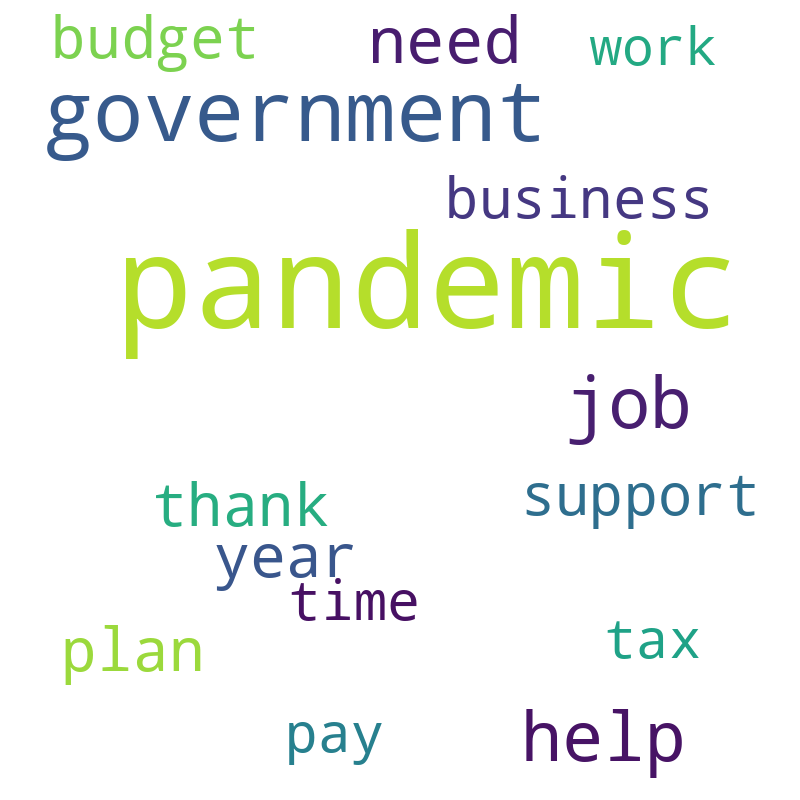 budget need work
government
business
pandemic
job
thank support
year
time
plan tax
pay help